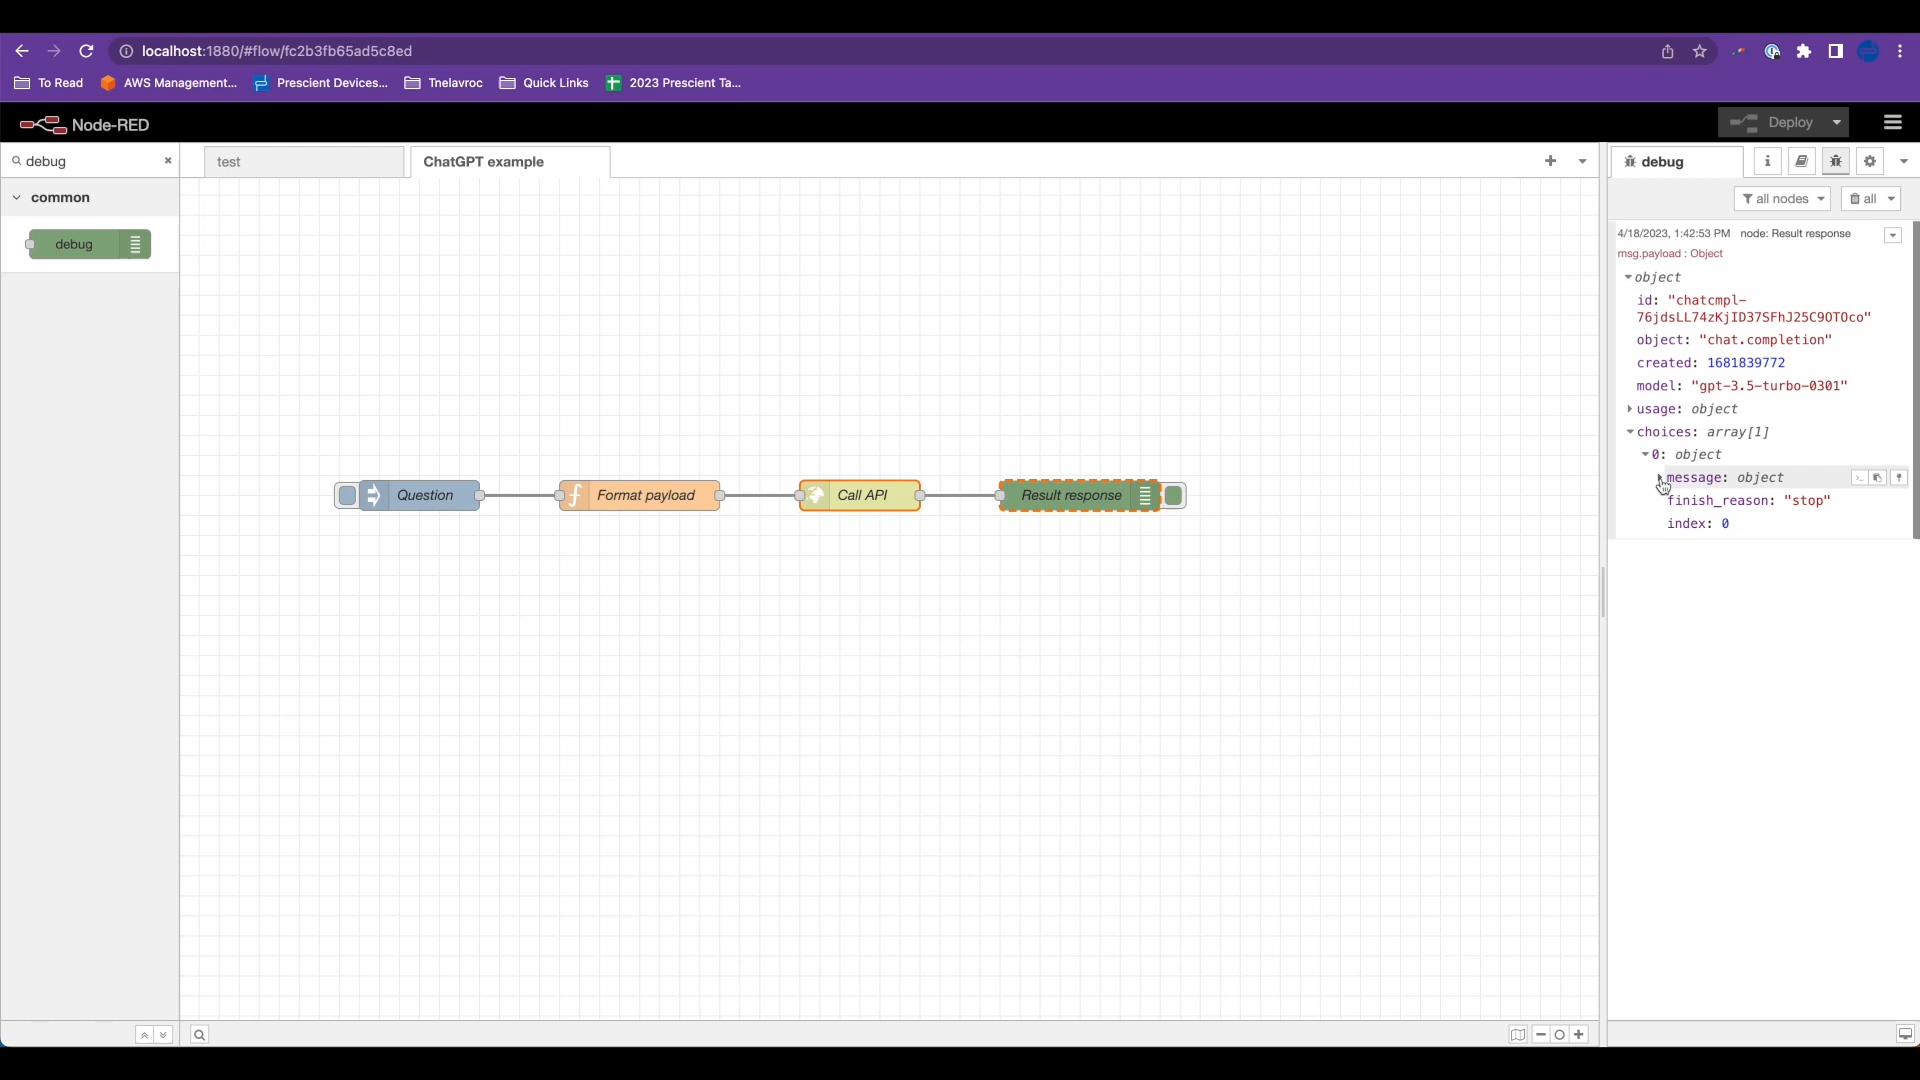 localhost:1880/#flow/fc2b3fb65ad5c8ed
To Read
AWS Management...
Prescient Devices...
Tnelavroc
Quick Links
2023 Prescient Ta...
Node-RED
Deploy
debug
test
ChatGPT example
debug
common
debug
all nodes
all
Question
Format payload
Call API
Result response
4/18/2023, 1:42:53 PM node: Result response
msg.payload : Object
object
id: "chatcmpl-
76jdsLL74zKjID37SFhJ25C9OTOco"
object: "chat.completion"
created: 1681839772
model: "gpt-3.5-turbo-0301"
usage: object
choices: array[1]
0: object
message: object
finish_reason: "stop"
index: 0